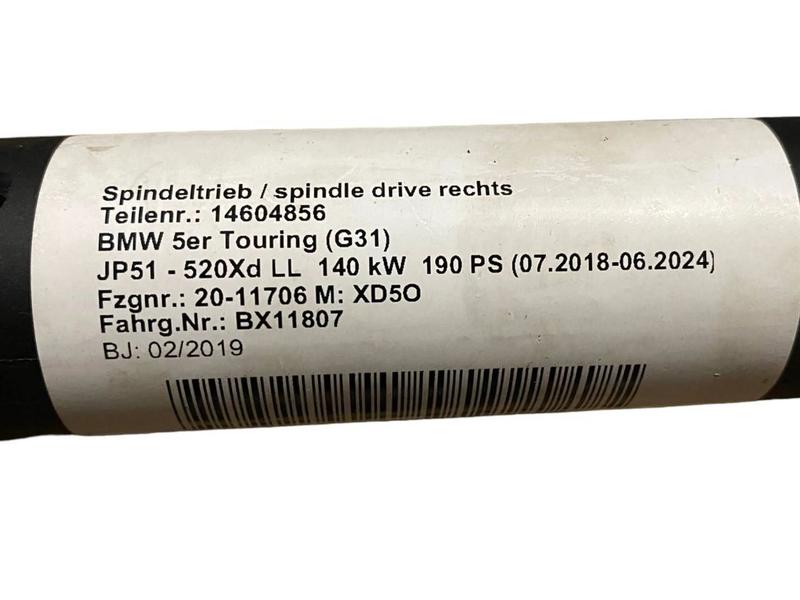 Spindeltrieb / spindle drive rechts
Teilenr.: 14604856
BMW 5er Touring (G31)
JP51 - 520Xd LL 140 kW 190 PS (07.2018-06.2024)
Fzgnr.: 20-11706 M: XD5O
Fahrg.Nr.: BX11807
BJ: 02/2019